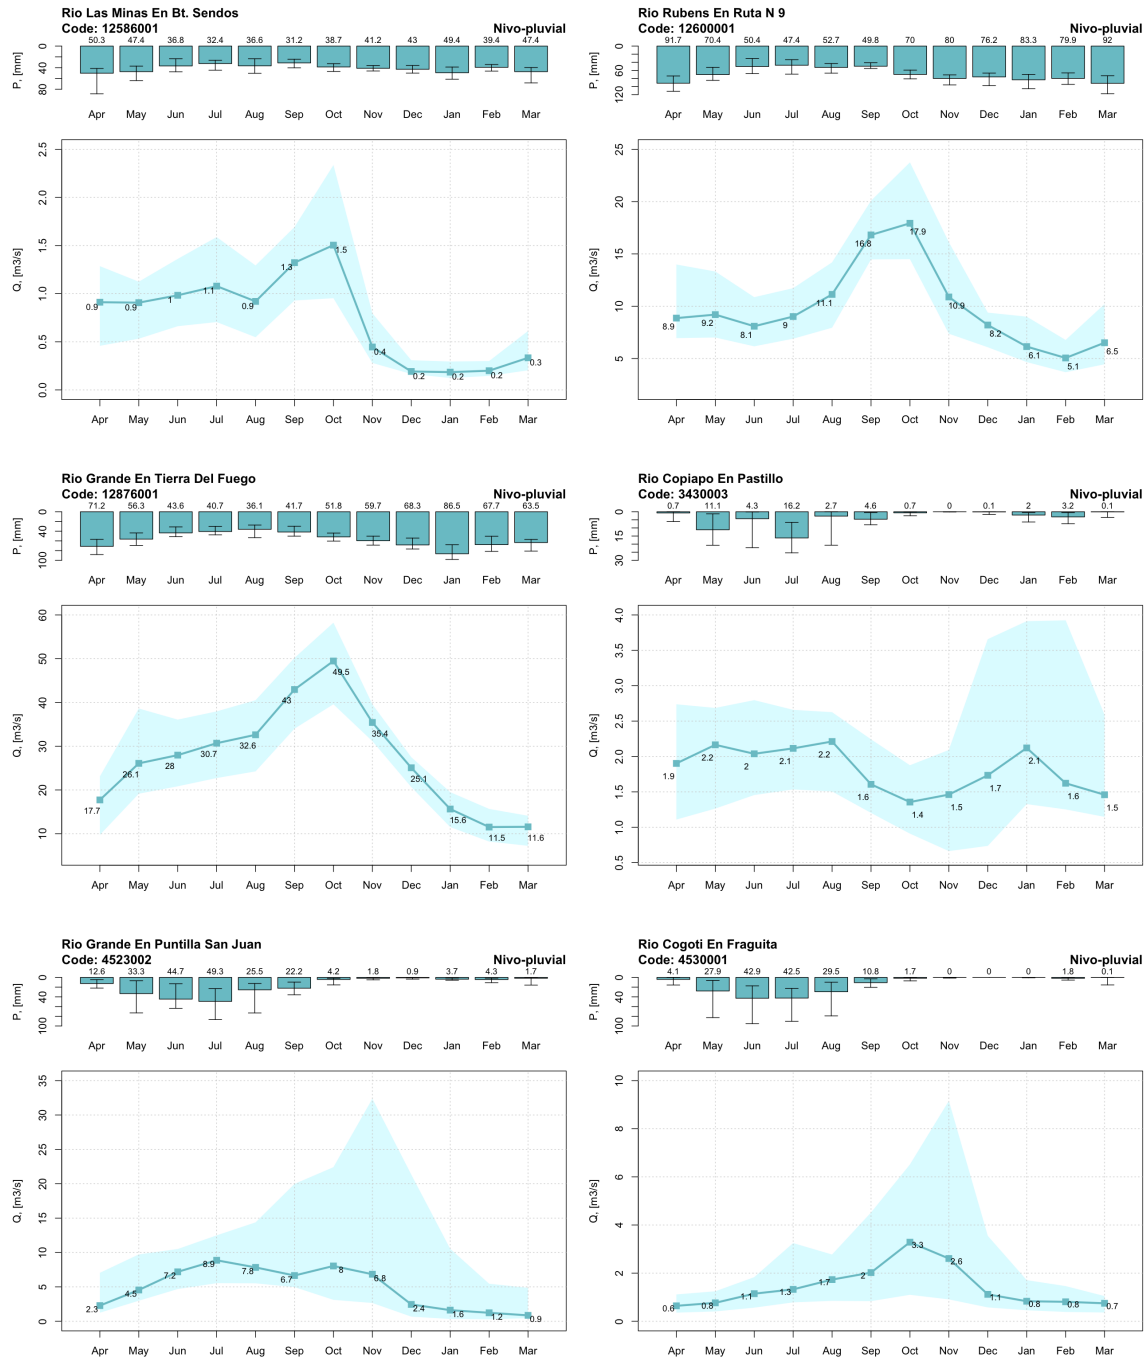 Rio Las Minas En Bt. Sendos
Code: 12586001 Nivo-pluvial
50.3 47.4 36.8 32.4 36.6 31.2 38.7 41.2 43 49.4 39.4 47.4
P, [mm]
0
40
80
Apr May Jun Jul Aug Sep Oct Nov Dec Jan Feb Mar
Q, [m3/s]
2.5
2.0
1.5
1.0
0.5
0.0
0.9 0.9 1 1.1 0.9 1.3 1.5 0.4 0.2 0.2 0.2 0.3
Apr May Jun Jul Aug Sep Oct Nov Dec Jan Feb Mar
Rio Rubens En Ruta N 9
Code: 12600001 Nivo-pluvial
91.7 70.4 50.4 47.4 52.7 49.8 70 80 76.2 83.3 79.9 92
P, [mm]
0
60
120
Apr May Jun Jul Aug Sep Oct Nov Dec Jan Feb Mar
Q, [m3/s]
25
20
15
10
5
8.9 9.2 8.1 9 11.1 16.8 17.9 10.9 8.2 6.1 5.1 6.5
Apr May Jun Jul Aug Sep Oct Nov Dec Jan Feb Mar
Rio Grande En Tierra Del Fuego
Code: 12876001 Nivo-pluvial
71.2 56.3 43.6 40.7 36.1 41.7 51.8 59.7 68.3 86.5 67.7 63.5
P, [mm]
0
40
100
Apr May Jun Jul Aug Sep Oct Nov Dec Jan Feb Mar
Q, [m3/s]
60
50
40
30
20
10
17.7 26.1 28 30.7 32.6 43 49.5 35.4 25.1 15.6 11.5 11.6
Apr May Jun Jul Aug Sep Oct Nov Dec Jan Feb Mar
Rio Copiapo En Pastillo
Code: 3430003 Nivo-pluvial
0.7 11.1 4.3 16.2 2.7 4.6 0.7 0 0.1 2 3.2 0.1
P, [mm]
0
15
30
Apr May Jun Jul Aug Sep Oct Nov Dec Jan Feb Mar
Q, [m3/s]
4.0
3.5
3.0
2.5
2.0
1.5
1.0
0.5
1.9 2.2 2 2.1 2.2 1.6 1.4 1.5 1.7 2.1 1.6 1.5
Apr May Jun Jul Aug Sep Oct Nov Dec Jan Feb Mar
Rio Grande En Puntilla San Juan
Code: 4523002 Nivo-pluvial
12.6 33.3 44.7 49.3 25.5 22.2 4.2 1.8 0.9 3.7 4.3 1.7
P, [mm]
0
40
100
Apr May Jun Jul Aug Sep Oct Nov Dec Jan Feb Mar
Q, [m3/s]
35
30
25
20
15
10
5
0
2.3 4.5 7.2 8.9 7.8 6.7 8 6.8 2.4 1.6 1.2 0.9
Apr May Jun Jul Aug Sep Oct Nov Dec Jan Feb Mar
Rio Cogoti En Fraguita
Code: 4530001 Nivo-pluvial
4.1 27.9 42.9 42.5 29.5 10.8 1.7 0 0 0 1.8 0.1
P, [mm]
0
40
100
Apr May Jun Jul Aug Sep Oct Nov Dec Jan Feb Mar
Q, [m3/s]
10
8
6
4
2
0
0.6 0.8 1.1 1.3 1.7 2 3.3 2.6 1.1 0.8 0.8 0.7
Apr May Jun Jul Aug Sep Oct Nov Dec Jan Feb Mar